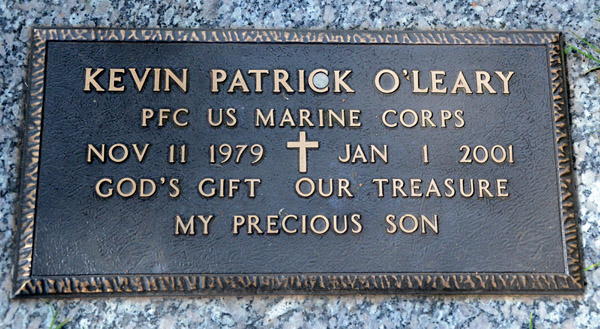 KEVIN PATRICK O'LEARY
PFC US MARINE CORPS
NOV 11 1979 JAN 1 2001
GOD'S GIFT OUR TREASURE
MY PRECIOUS SON